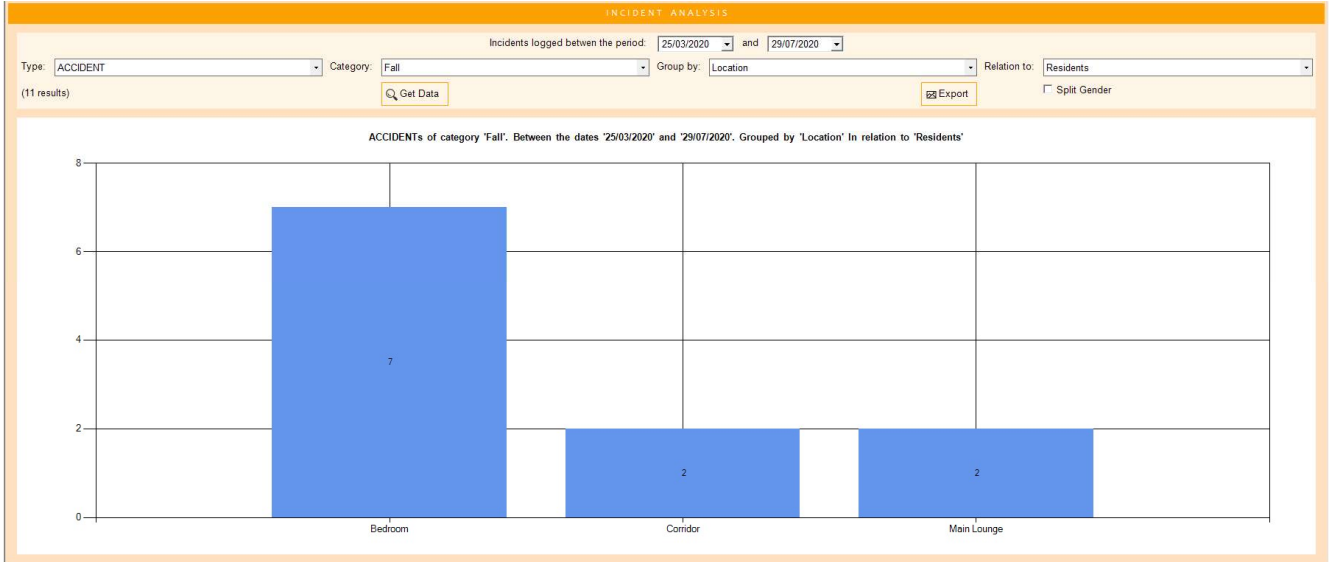 INCIDENT ANALYSIS
Incidents logged betwen the period: 25/03/2020 and 29/07/2020
Type: ACCIDENT Category: Fall Group by: Location Relation to: Residents
(11 results) Get Data Export Split Gender
ACCIDENTs of category 'Fall'. Between the dates '25/03/2020' and '29/07/2020'. Grouped by 'Location' In relation to 'Residents'
8
6
4
7
2
2 2
0
Bedroom Corridor Main Lounge